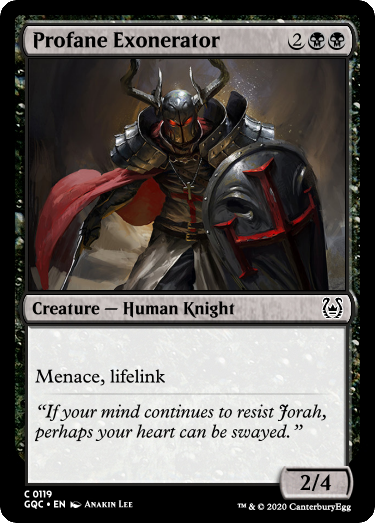 Profane Exonerator 2
Creature — Human Knight
Menace, lifelink
“If your mind continues to resist Jorah,
perhaps your heart can be swayed.”
2/4
C 0119
GQC • EN Anakin Lee
™ & © 2020 CanterburyEgg